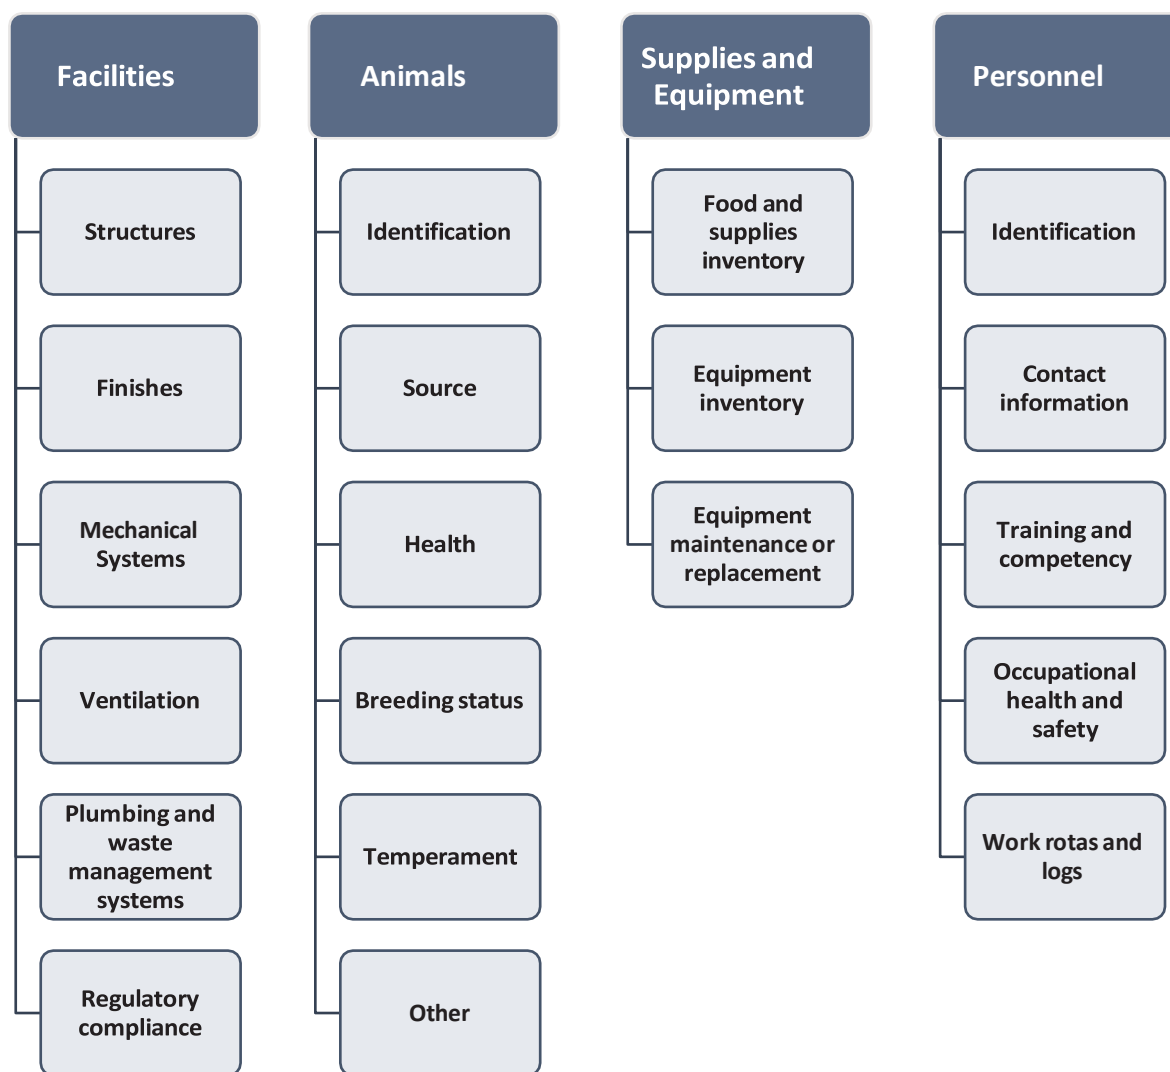 Facilities
Structures
Finishes
Mechanical
Systems
Ventilation
Plumbing and
waste
management
systems
Regulatory
compliance
Animals
Identification
Source
Health
Breeding status
Temperament
Other
Supplies and
Equipment
Food and
supplies
inventory
Equipment
inventory
Equipment
maintenance or
replacement
Personnel
Identification
Contact
information
Training and
competency
Occupational
health and
safety
Work rotas and
logs